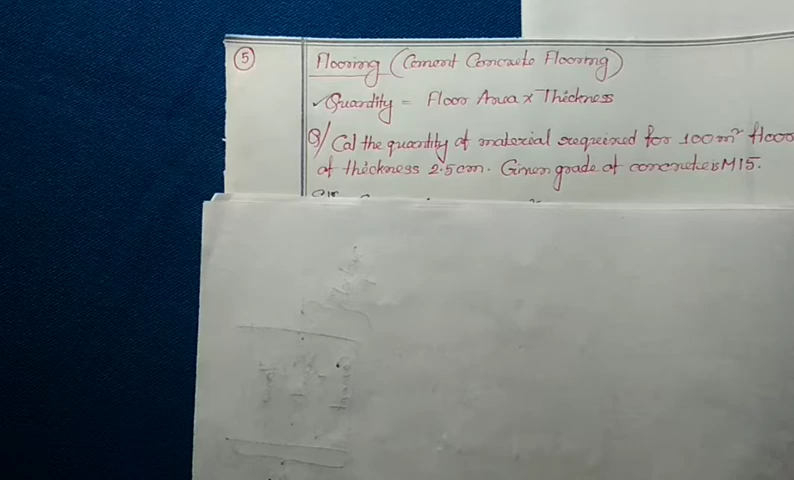 5
Flooring (Cement Concrete Flooring)
✓Quantity = Floor Area x Thickness
Q/ Cal the quantity of material required for 100m² floor
of thickness 2.5cm. Given grade of concrete is M15.